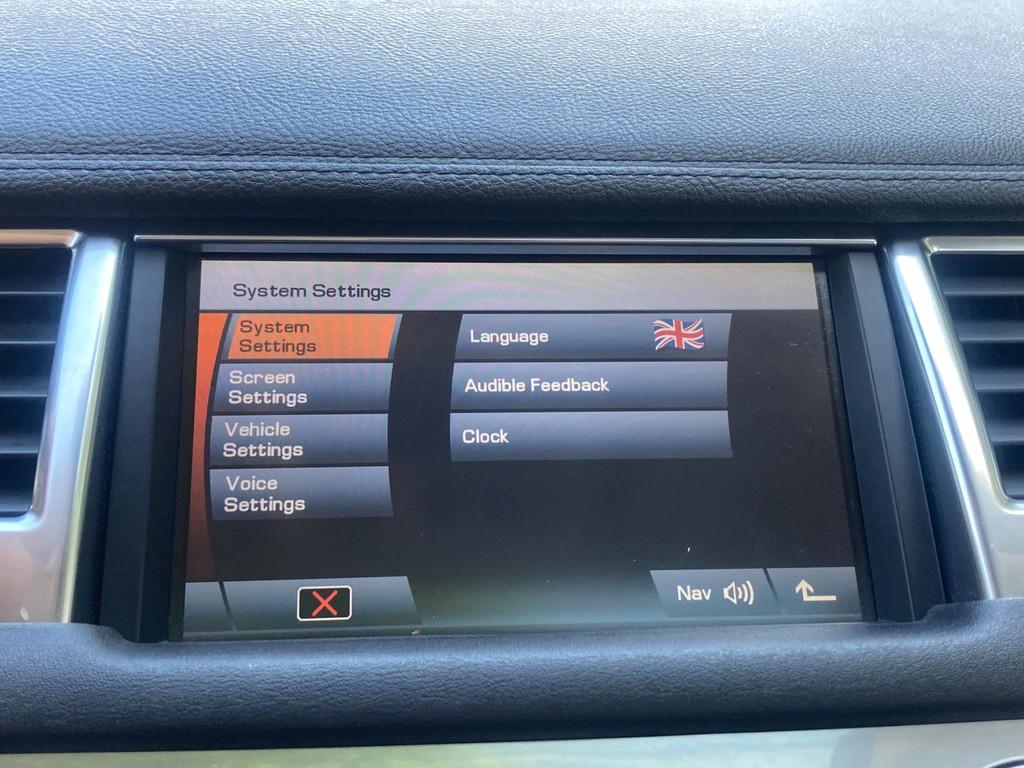 System Settings
System
Settings
Language
Screen
Settings
Audible Feedback
Vehicle
Settings
Clock
Voice
Settings
Nav